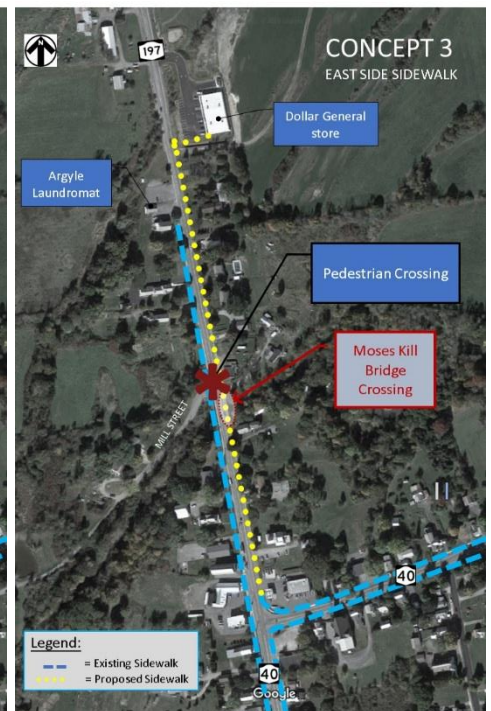 197
CONCEPT 3
EAST SIDE SIDEWALK
Dollar General
store
Argyle
Laundromat
Pedestrian Crossing
Moses Kill
Bridge
Crossing
MILL STREET
40
Legend:
= Existing Sidewalk
= Proposed Sidewalk
40
Google